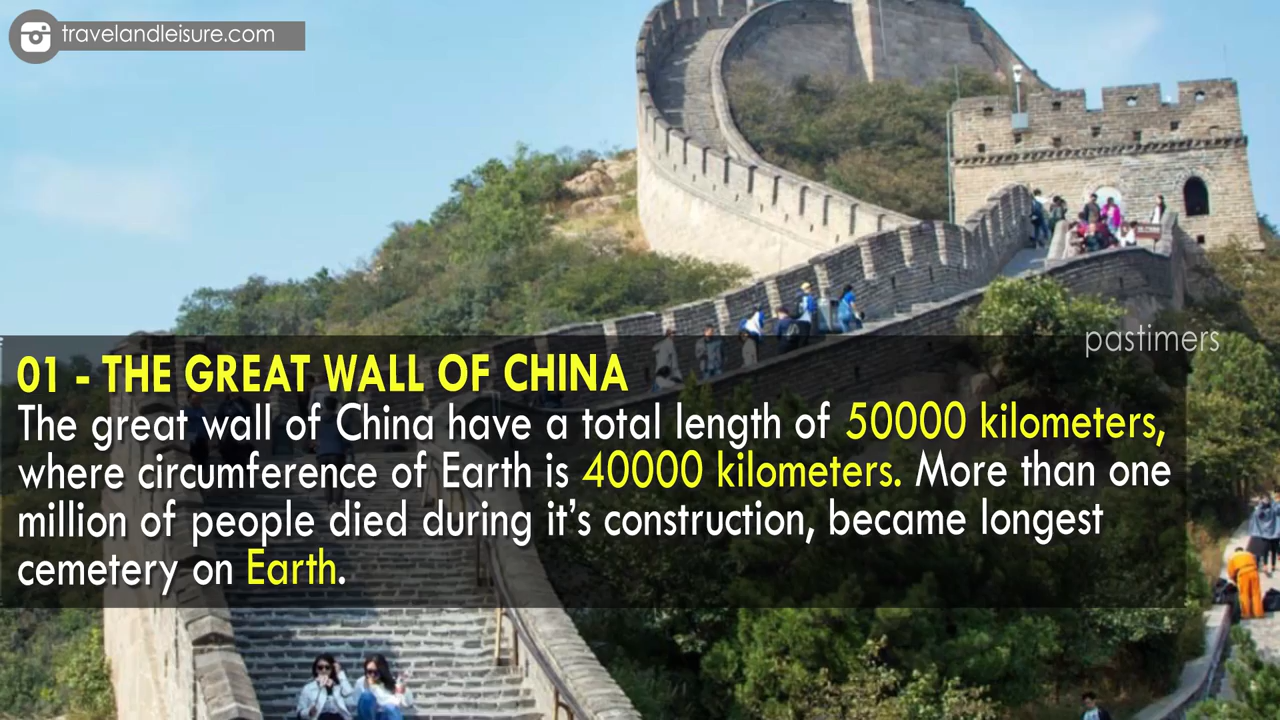 travelandleisure.com
pastimers
01 - THE GREAT WALL OF CHINA
The great wall of China have a total length of 50000 kilometers,
where circumference of Earth is 40000 kilometers. More than one
million of people died during it's construction, became longest
cemetery on Earth.